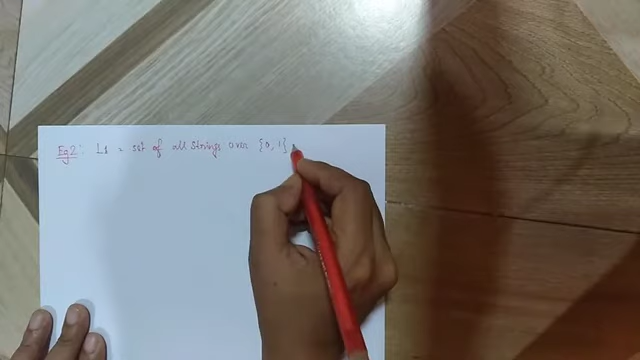 Eg2: L1 = set of all Strings over {0, 1}